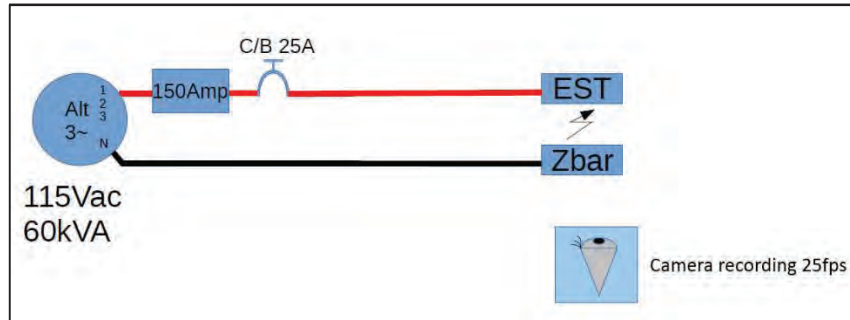 C/B 25A
1
150Amp
EST
2
Alt
3
3~
N
Zbar
115Vac
60kVA
Camera recording 25fps